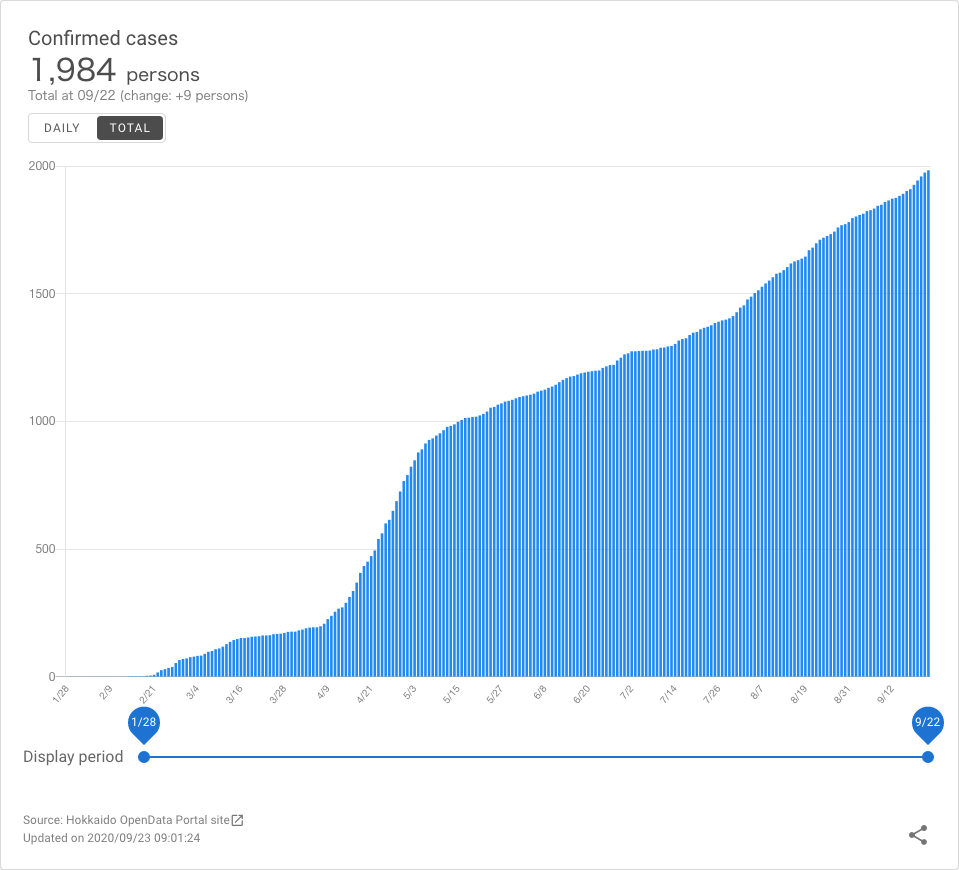 Confirmed cases
1,984 persons
Total at 09/22 (change: +9 persons)
DAILY TOTAL
2000
1500
1000
500
0
1/28 2/9 2/21 3/4 3/16 3/28 4/9 4/21 5/3 5/15 5/27 6/8 6/20 7/2 7/14 7/26 8/7 8/19 8/31 9/12
1/28 9/22
Display period
Source: Hokkaido OpenData Portal site
Updated on 2020/09/23 09:01:24